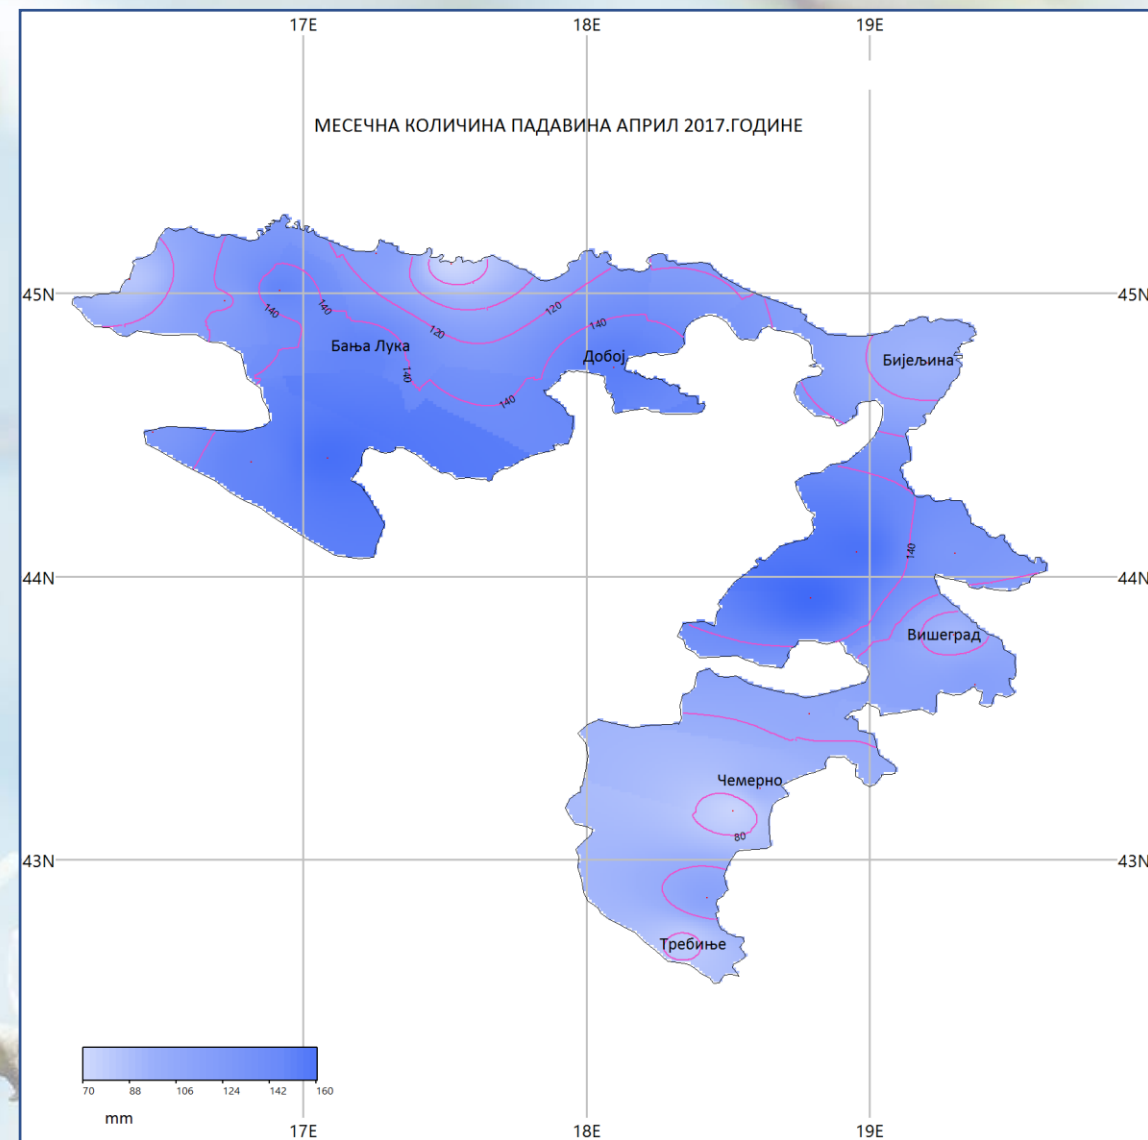 17E 18E 19E
МЕСЕЧНА КОЛИЧИНА ПАДАВИНА АПРИЛ 2017.ГОДИНЕ
45N 45N
140 140 120 120 140
Бања Лука
Добој
Бијељина
140 140
140
44N 44N
Вишеград
Чемерно
80
43N 43N
Требиње
70 88 106 124 142 160
mm
17E 18E 19E